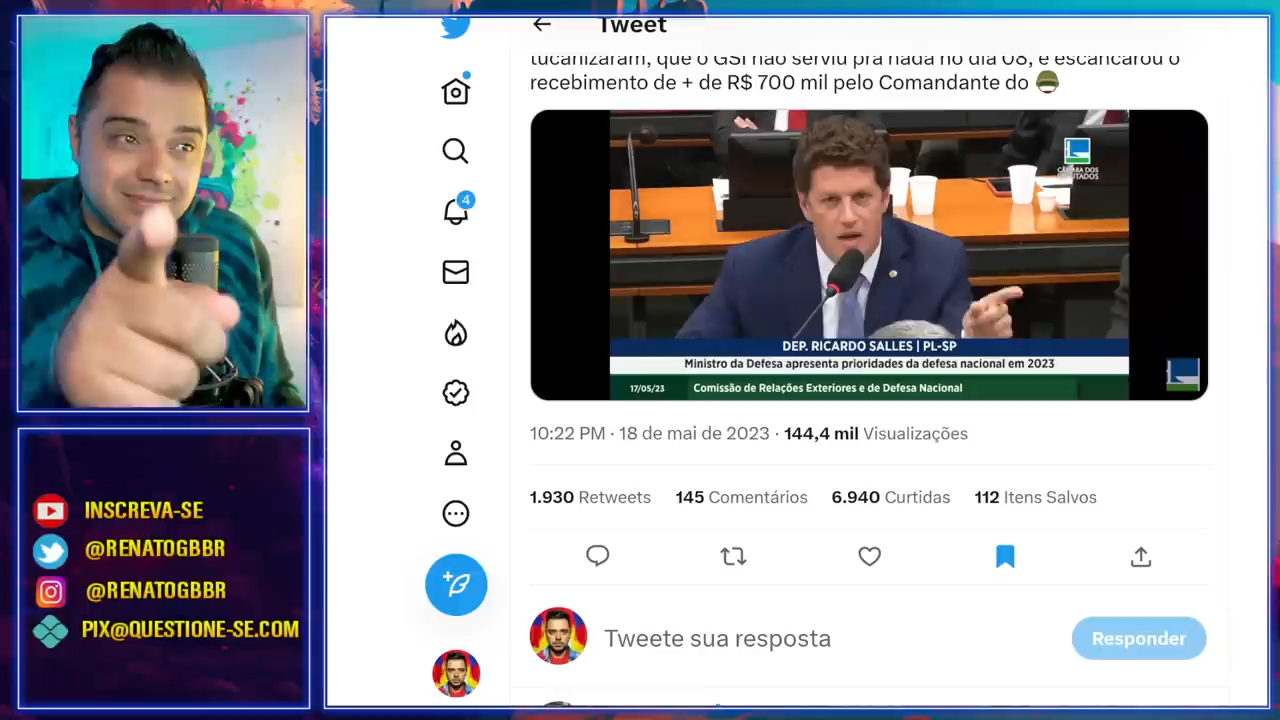 Tweet
tucanizaram, que o GSI não serviu pra nada no dia 08, e escancarou o
recebimento de + de R$ 700 mil pelo Comandante do
4
CÂMARA DOS
DEPUTADOS
DEP. RICARDO SALLES | PL-SP
Ministro da Defesa apresenta prioridades da defesa nacional em 2023
17/05/23 Comissão de Relações Exteriores e de Defesa Nacional
10:22 PM · 18 de mai de 2023 · 144,4 mil Visualizações
1.930 Retweets 145 Comentários 6.940 Curtidas 112 Itens Salvos
Tweete sua resposta
Responder
INSCREVA-SE
@RENATOGBBR
@RENATOGBBR
PIX@QUESTIONE-SE.COM